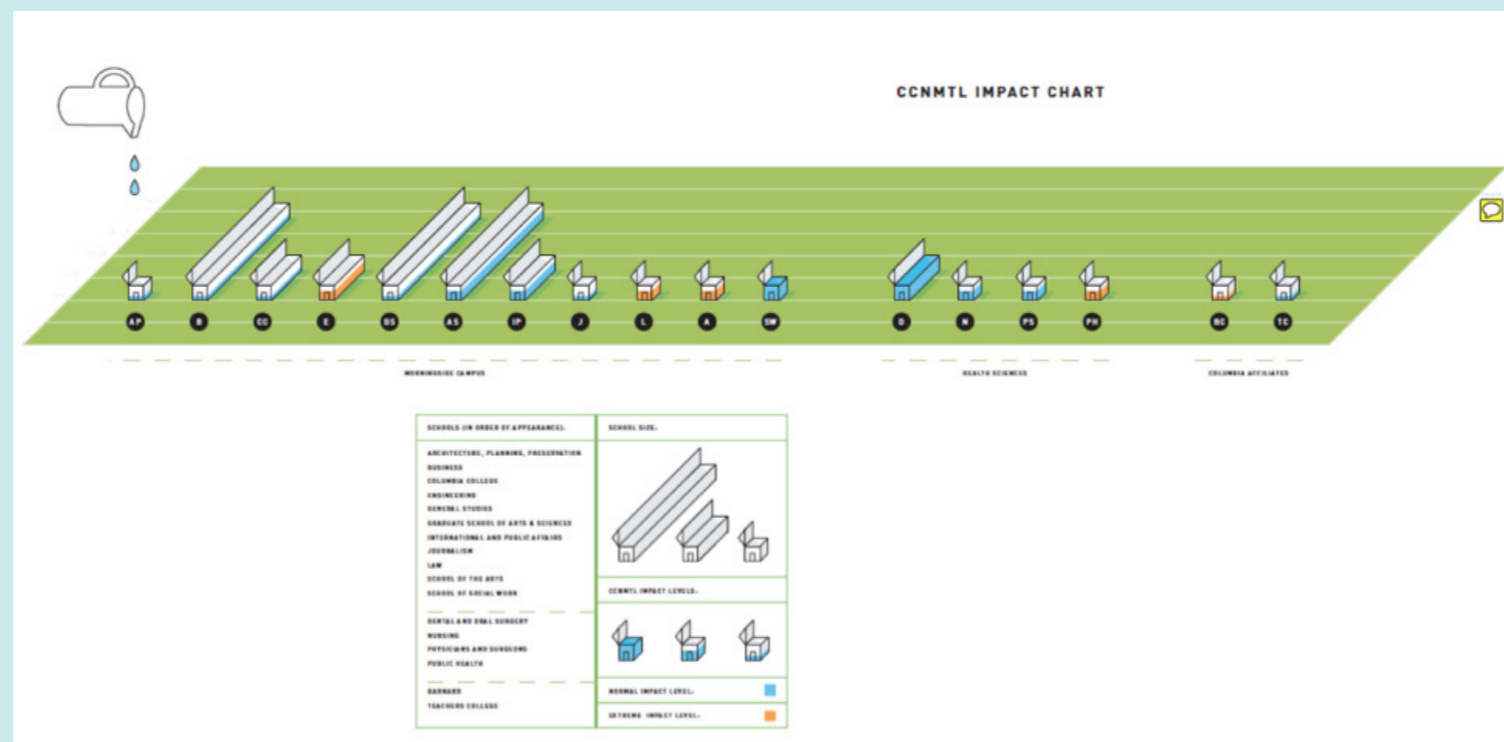 CCNMTL IMPACT CHART
AP B CC E GS AS IP J L A SW D N PS PH BC TC
MORNINGSIDE CAMPUS HEALTH SCIENCES COLUMBIA AFFILIATES
SCHOOLS (IN ORDER OF APPEARANCE):
ARCHITECTURE, PLANNING, PRESERVATION
BUSINESS
COLUMBIA COLLEGE
ENGINEERING
GENERAL STUDIES
GRADUATE SCHOOL OF ARTS & SCIENCES
INTERNATIONAL AND PUBLIC AFFAIRS
JOURNALISM
LAW
SCHOOL OF THE ARTS
SCHOOL OF SOCIAL WORK
DENTAL AND ORAL SURGERY
NURSING
PHYSICIANS AND SURGEONS
PUBLIC HEALTH
BARNARD
TEACHERS COLLEGE
SCHOOL SIZE:
CCNMTL IMPACT LEVELS:
NORMAL IMPACT LEVEL:
EXTREME IMPACT LEVEL: